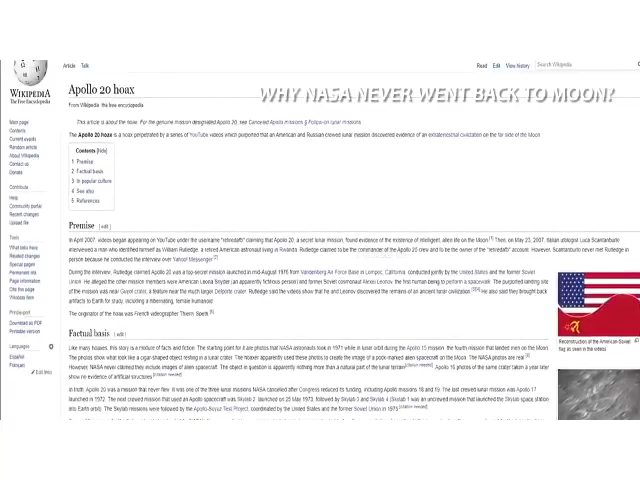 Article Talk
Read Edit View history Search Wikipedia
WIKIPEDIA
The Free Encyclopedia
Apollo 20 hoax
WHY NASA NEVER WENT BACK TO MOON?
From Wikipedia, the free encyclopedia
This article is about the hoax. For the genuine mission designated Apollo 20, see Canceled Apollo missions § Follow-on lunar missions.
The Apollo 20 hoax is a hoax perpetrated by a series of YouTube videos which purported that an American and Russian crewed lunar mission discovered evidence of an extraterrestrial civilization on the far side of the Moon.
Main page
Contents
Current events
Random article
About Wikipedia
Contact us
Donate
Contribute
Help
Community portal
Recent changes
Upload file
Tools
What links here
Related changes
Special pages
Permanent link
Page information
Cite this page
Wikidata item
Print/export
Download as PDF
Printable version
Languages
Español
Français
Edit links
Contents [hide]
1 Premise
2 Factual basis
3 In popular culture
4 See also
5 References
Premise [ edit ]
In April 2007, videos began appearing on YouTube under the username "retiredafb" claiming that Apollo 20, a secret lunar mission, found evidence of the existence of intelligent, alien life on the Moon.[1] Then, on May 23, 2007, Italian ufologist Luca Scantamburlo
interviewed a man who identified himself as William Rutledge, a retired American astronaut living in Rwanda. Rutledge claimed to be the commander of the Apollo 20 crew and to be the owner of the "retiredafb" account. However, Scantamburlo never met Rutledge in
person because he conducted the interview over Yahoo! Messenger.[2]
During the interview, Rutledge claimed Apollo 20 was a top-secret mission launched in mid-August 1976 from Vandenberg Air Force Base in Lompoc, California, conducted jointly by the United States and the former Soviet
Union. He alleged the other mission members were American Leona Snyder (an apparently fictitious person) and former Soviet cosmonaut Alexei Leonov, the first human being to perform a spacewalk. The purported landing site
of the mission was near Guyot crater, a feature near the much larger Delporte crater. Rutledge said the videos show that he and Leonov discovered the remains of an ancient lunar civilization. He also said they brought back
artifacts to Earth for study, including a hibernating, female humanoid.
The originator of the hoax was French videographer Thierry Speth.
Factual basis [ edit ]
Like many hoaxes, this story is a mixture of facts and fiction. The starting point for it are photos that NASA astronauts took in 1971 while in lunar orbit during the Apollo 15 mission, the fourth mission that landed men on the Moon.
The photos show what looks like a cigar-shaped object resting in a lunar crater. The hoaxer apparently used these photos to create the image of a pock-marked alien spacecraft on the Moon. The NASA photos are real.
However, NASA never claimed they include images of alien spacecraft. The object in question is apparently nothing more than a natural part of the lunar terrain[citation needed]. Apollo 16 photos of the same crater taken a year later
show no evidence of artificial structures.[citation needed]
In truth, Apollo 20 was a mission that never flew. It was one of the three lunar missions NASA cancelled after Congress reduced its funding, including Apollo missions 18 and 19. The last crewed lunar mission was Apollo 17
launched in 1972. The next crewed mission that used an Apollo spacecraft was Skylab 2, launched on 25 May 1973, followed by Skylab 3 and Skylab 4 (Skylab 1 was an uncrewed mission that launched the Skylab space station
into Earth orbit). The Skylab missions were followed by the Apollo-Soyuz Test Project, coordinated by the United States and the former Soviet Union in 1975.[citation needed]
Reconstruction of the American-Soviet
flag as seen in the videos